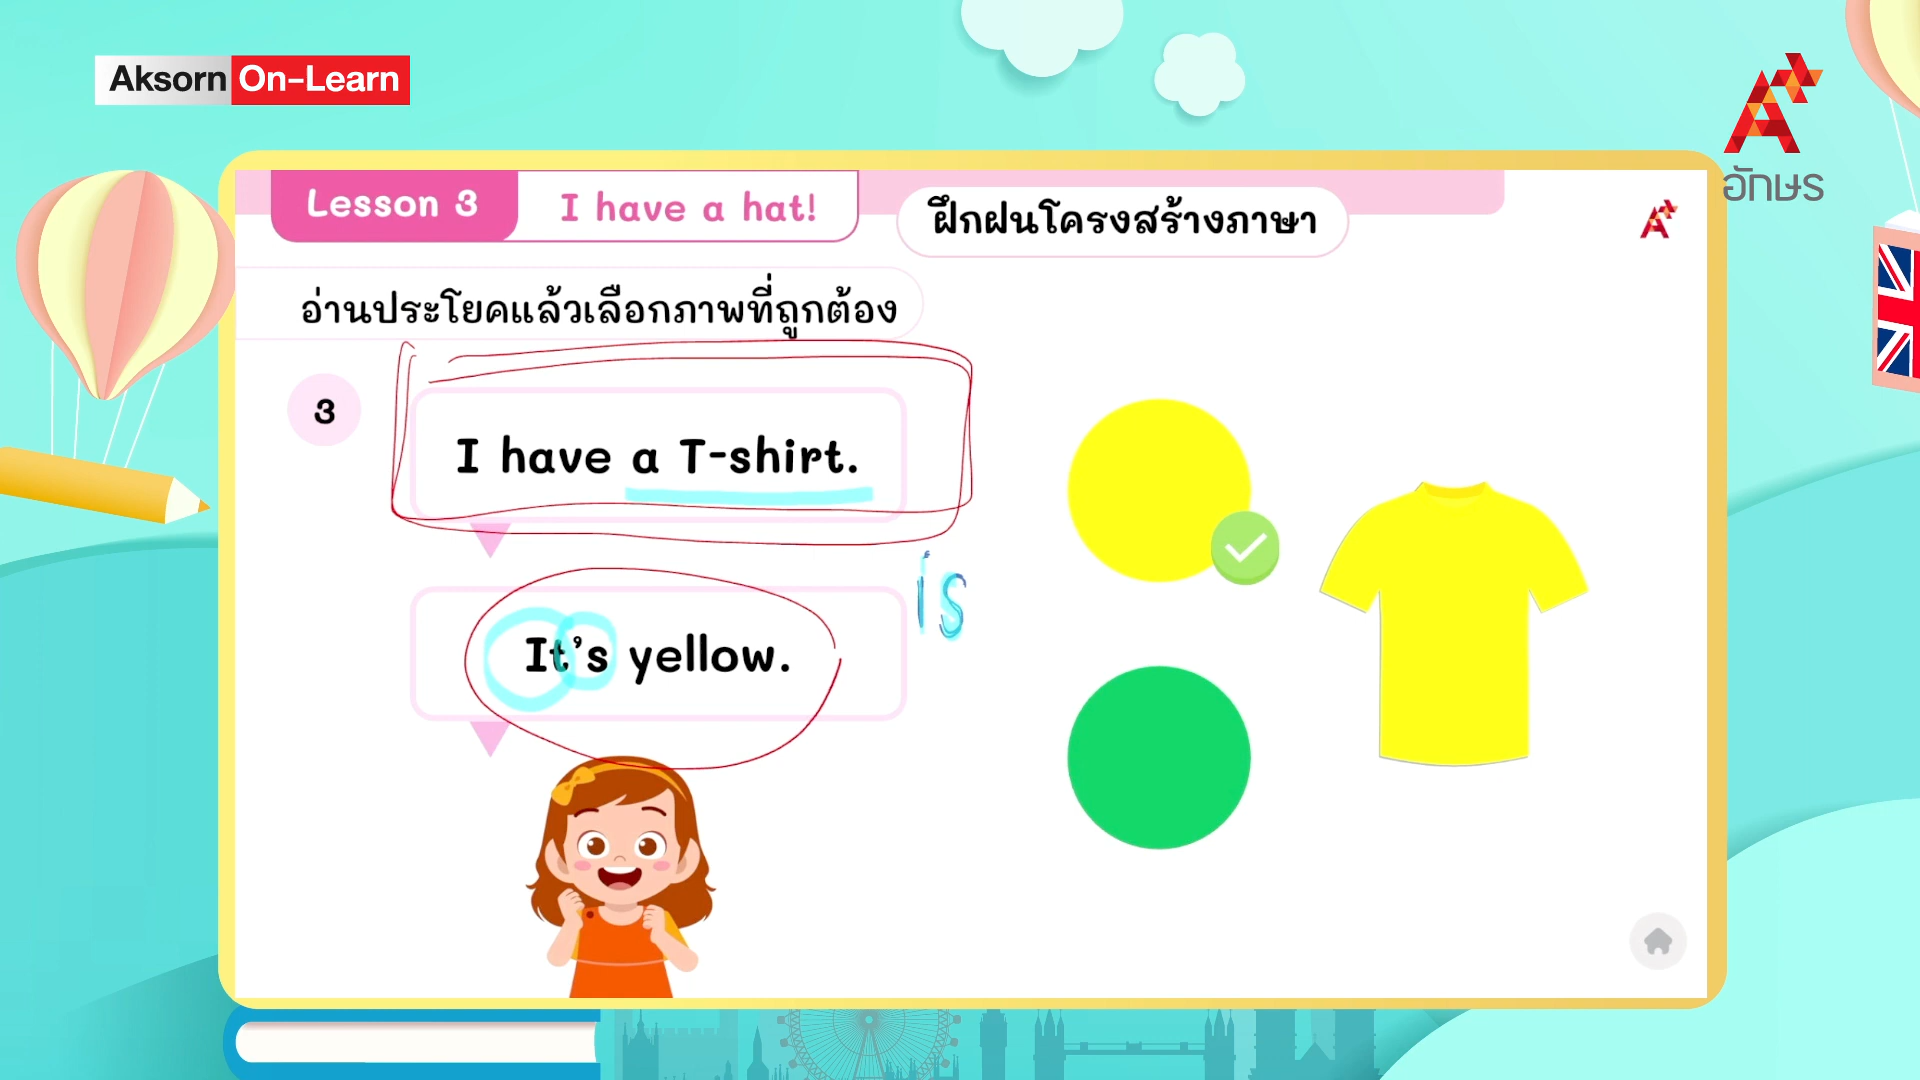 Aksorn On-Learn
อักษร
Lesson 3
I have a hat!
ฝึกฝนโครงสร้างภาษา
อ่านประโยคแล้วเลือกภาพที่ถูกต้อง
3
I have a T-shirt.
is
It's yellow.